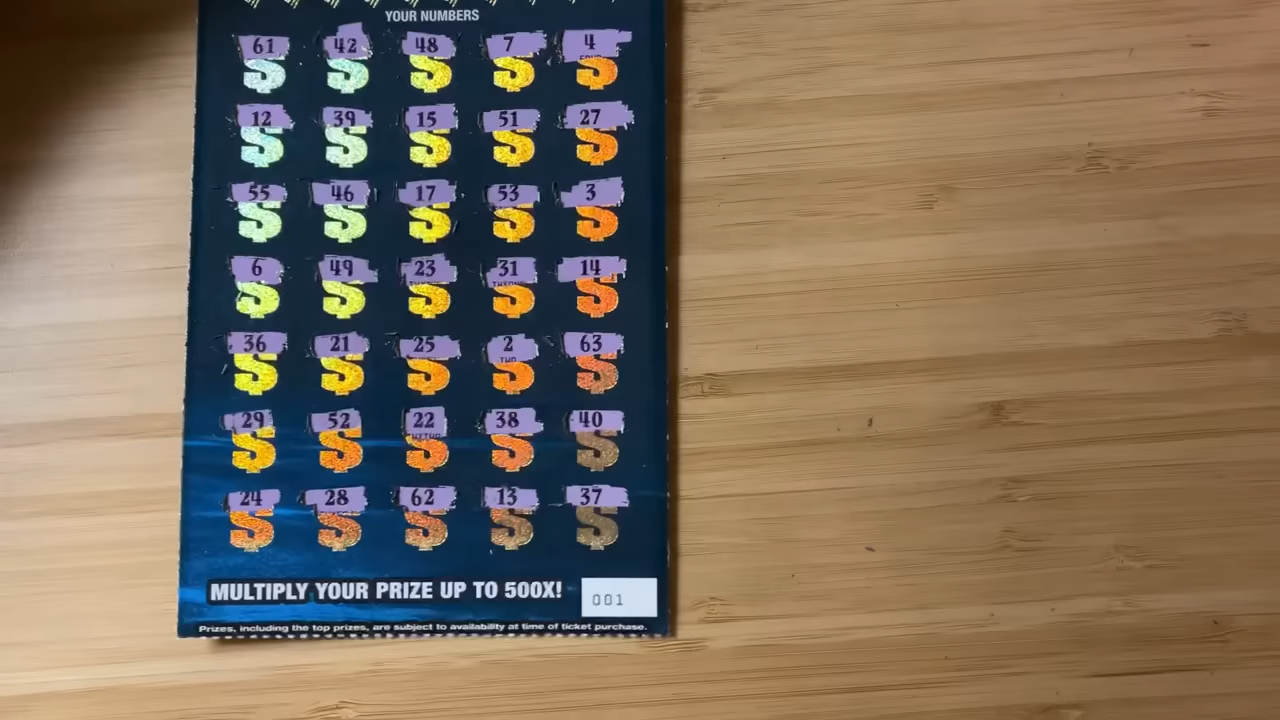 YOUR NUMBERS
61 42 48 7 4
12 39 15 51 27
55 46 17 53 3
6 49 23 31 14
36 21 25 2 63
TWO
29 52 22 38 40
24 28 62 13 37
MULTIPLY YOUR PRIZE UP TO 500X!
001
Prizes, including the top prizes, are subject to availability at time of ticket purchase.